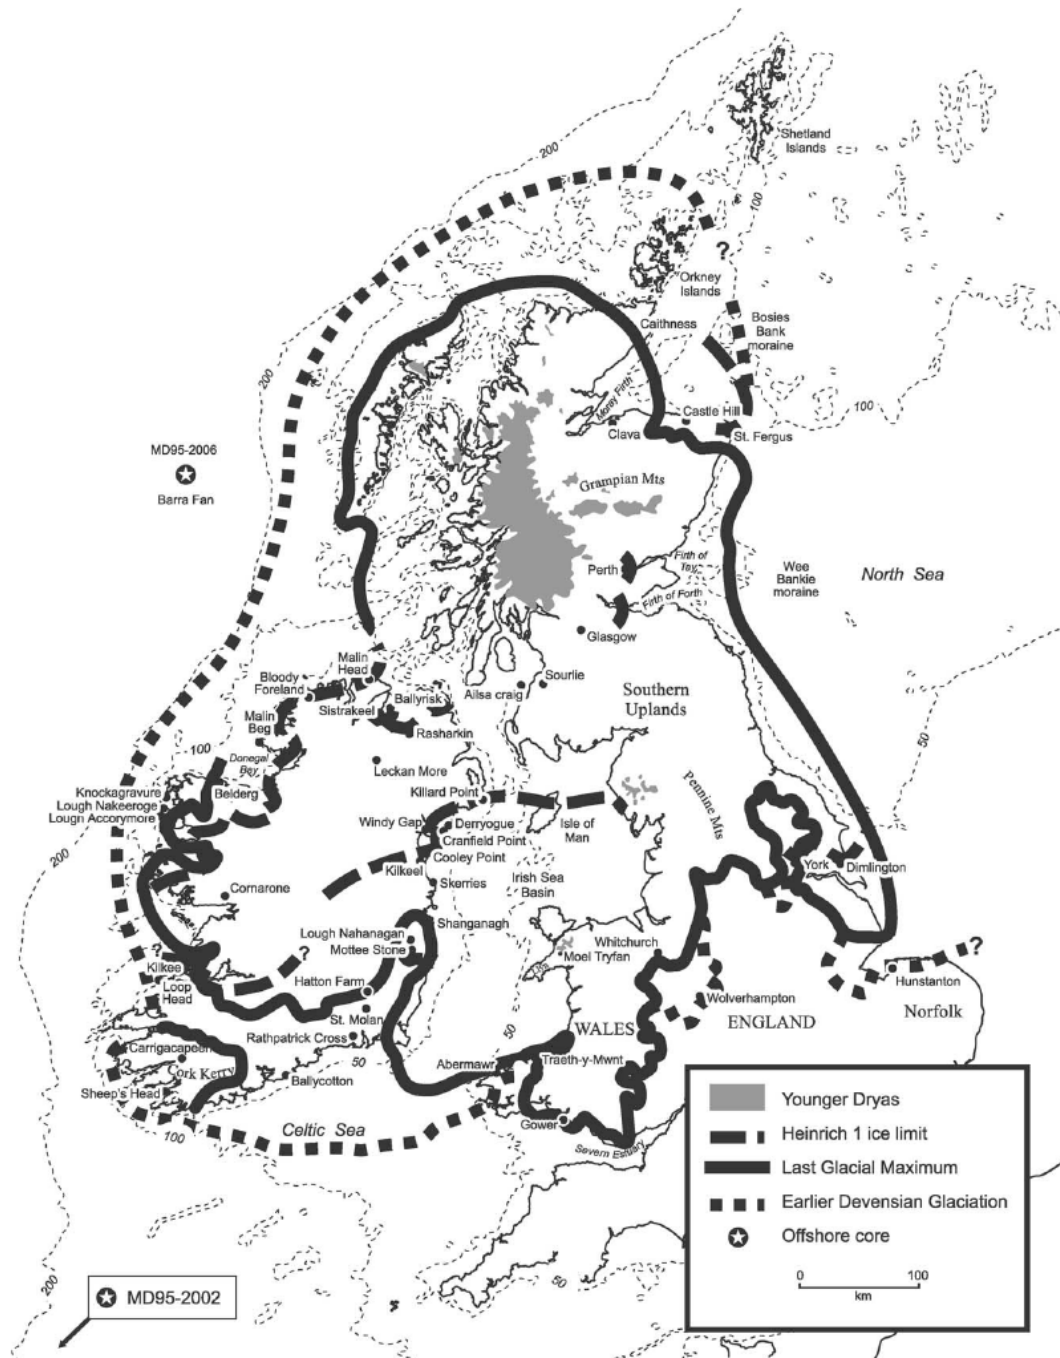 Shetland
Islands
200
100
?
Orkney
Islands
Caithness
Bosies
Bank
moraine
200
Moray Firth
Castle Hill
100
Clava
St. Fergus
MD95-2006
Barra Fan
Grampian Mts
Perth
Firth of
Tay
Wee
Bankie
moraine
North Sea
Firth of Forth
Glasgow
Malin
Head
Bloody
Foreland
Ballyrisk
Sistrakeel
Ailsa craig
Sourlie
Southern
Uplands
Malin
Beg
Rasharkin
100
Donegal
Bay
50
Leckan More
Knockagravure
Lough Nakeeroge
Lough Accorymore
Belderg
Killard Point
Pennine Mts
Windy Gap
Derryogue
Isle of
Man
Cranfield Point
200
Cooley Point
Kilkeel
York
Dimlington
Skerries
Irish Sea
Basin
Cornarone
Shanganagh
Lough Nahanagan
Mottee Stone
Whitchurch
Moel Tryfan
?
?
?
Kilkee
Loop
Head
Hatton Farm
Llŷn
Hunstanton
Wolverhampton
ENGLAND
Norfolk
St. Molan
WALES
Rathpatrick Cross
50
50
Carrigacapeen
Cork Kerry
Abermawr
Traeth-y-Mwnt
Sheep's Head
Ballycotton
100
Celtic Sea
Gower
Severn Estuary
Younger Dryas
Heinrich 1 ice limit
Last Glacial Maximum
Earlier Devensian Glaciation
Offshore core
0 100
km
200
50
MD95-2002